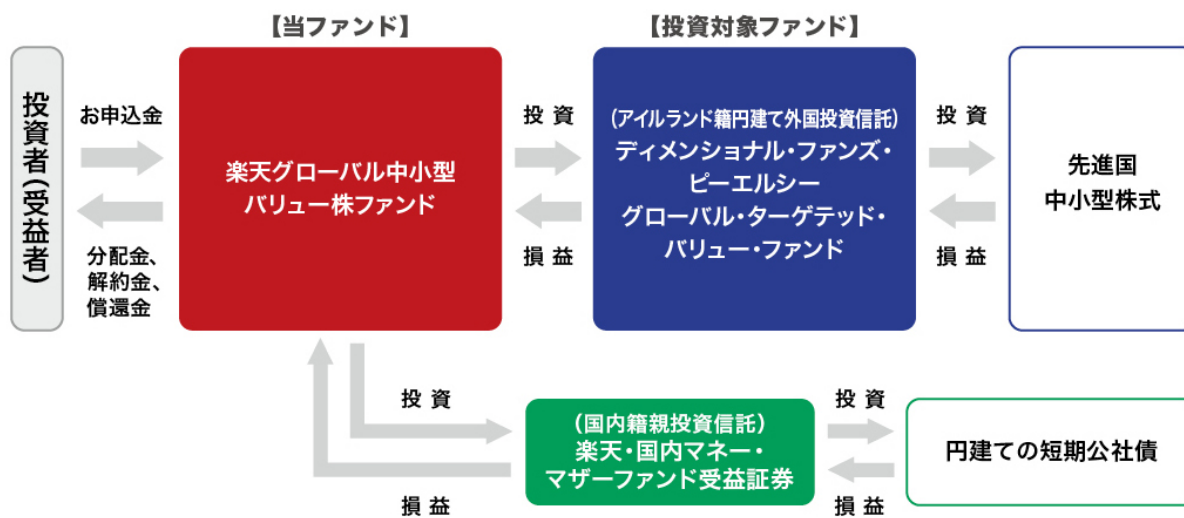 【当ファンド】
【投資対象ファンド】
投資者(受益者)
お申込金
分配金、
解約金、
償還金
楽天グローバル中小型
バリュー株ファンド
投資
損益
(アイルランド籍円建て外国投資信託)
ディメンショナル・ファンズ・
ピーエルシー
グローバル・ターゲテッド・
バリュー・ファンド
投資
損益
先進国
中小型株式
投資
損益
(国内籍親投資信託)
楽天・国内マネー・
マザーファンド受益証券
投資
損益
円建ての短期公社債